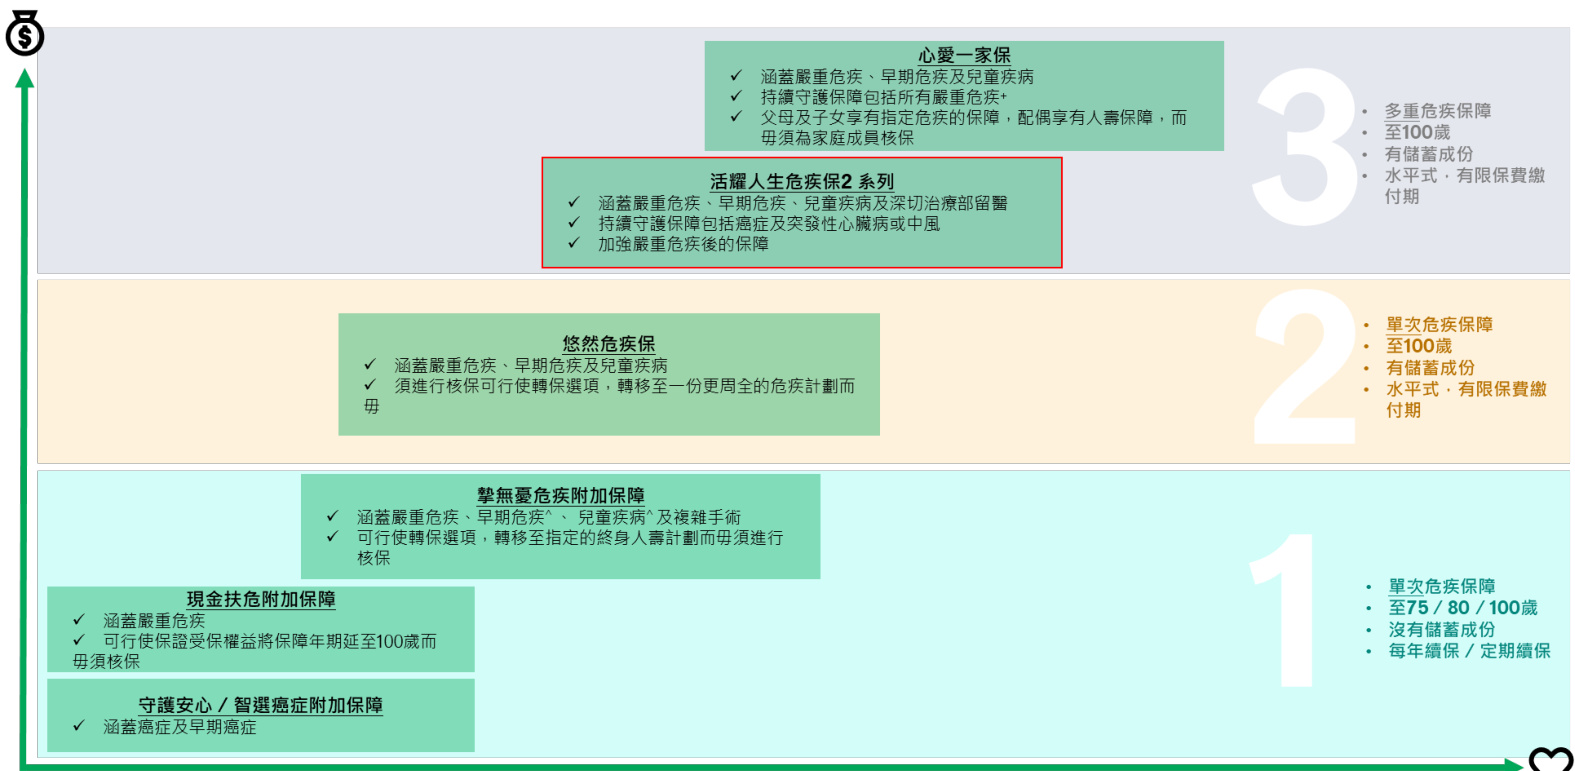 $
心愛一家保
✓ 涵蓋嚴重危疾、早期危疾及兒童疾病
✓ 持續守護保障包括所有嚴重危疾+
✓ 父母及子女享有指定危疾的保障，配偶享有人壽保障，而
毋須為家庭成員核保
活耀人生危疾保2 系列
✓ 涵蓋嚴重危疾、早期危疾、兒童疾病及深切治療部留醫
✓ 持續守護保障包括癌症及突發性心臟病或中風
✓ 加強嚴重危疾後的保障
3
• 多重危疾保障
• 至100歲
• 有儲蓄成份
• 水平式﹒有限保費繳
付期
悠然危疾保
✓ 涵蓋嚴重危疾、早期危疾及兒童疾病
✓ 須進行核保可行使轉保選項，轉移至一份更周全的危疾計劃而
毋
2
• 單次危疾保障
• 至100歲
• 有儲蓄成份
• 水平式﹒有限保費繳
付期
摯無憂危疾附加保障
✓ 涵蓋嚴重危疾、早期危疾^ 、 兒童疾病^ 及複雜手術
✓ 可行使轉保選項，轉移至指定的終身人壽計劃而毋須進行
核保
現金扶危附加保障
✓ 涵蓋嚴重危疾
✓ 可行使保證受保權益將保障年期延至100歲而
毋須核保
守護安心 / 智選癌症附加保障
✓ 涵蓋癌症及早期癌症
1
• 單次危疾保障
• 至75 / 80 / 100歲
• 沒有儲蓄成份
• 每年續保 / 定期續保